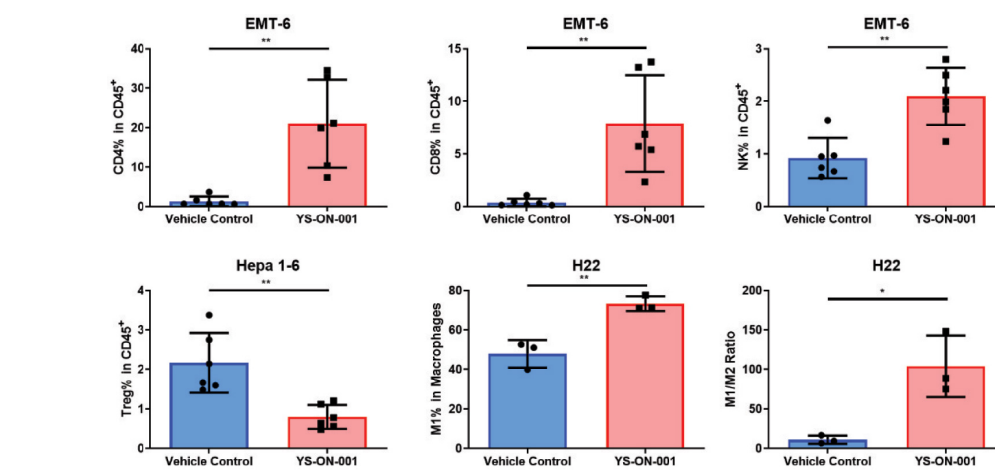 EMT-6
**
CD4% in CD45+
40
30
20
10
0
Vehicle Control YS-ON-001
EMT-6
**
CD8% in CD45+
15
10
5
0
Vehicle Control YS-ON-001
EMT-6
**
NK% in CD45+
3
2
1
0
Vehicle Control YS-ON-001
Hepa 1-6
**
Treg% in CD45+
4
3
2
1
0
Vehicle Control YS-ON-001
H22
**
M1% in Macrophages
80
60
40
20
0
Vehicle Control YS-ON-001
H22
*
M1/M2 Ratio
200
150
100
50
0
Vehicle Control YS-ON-001